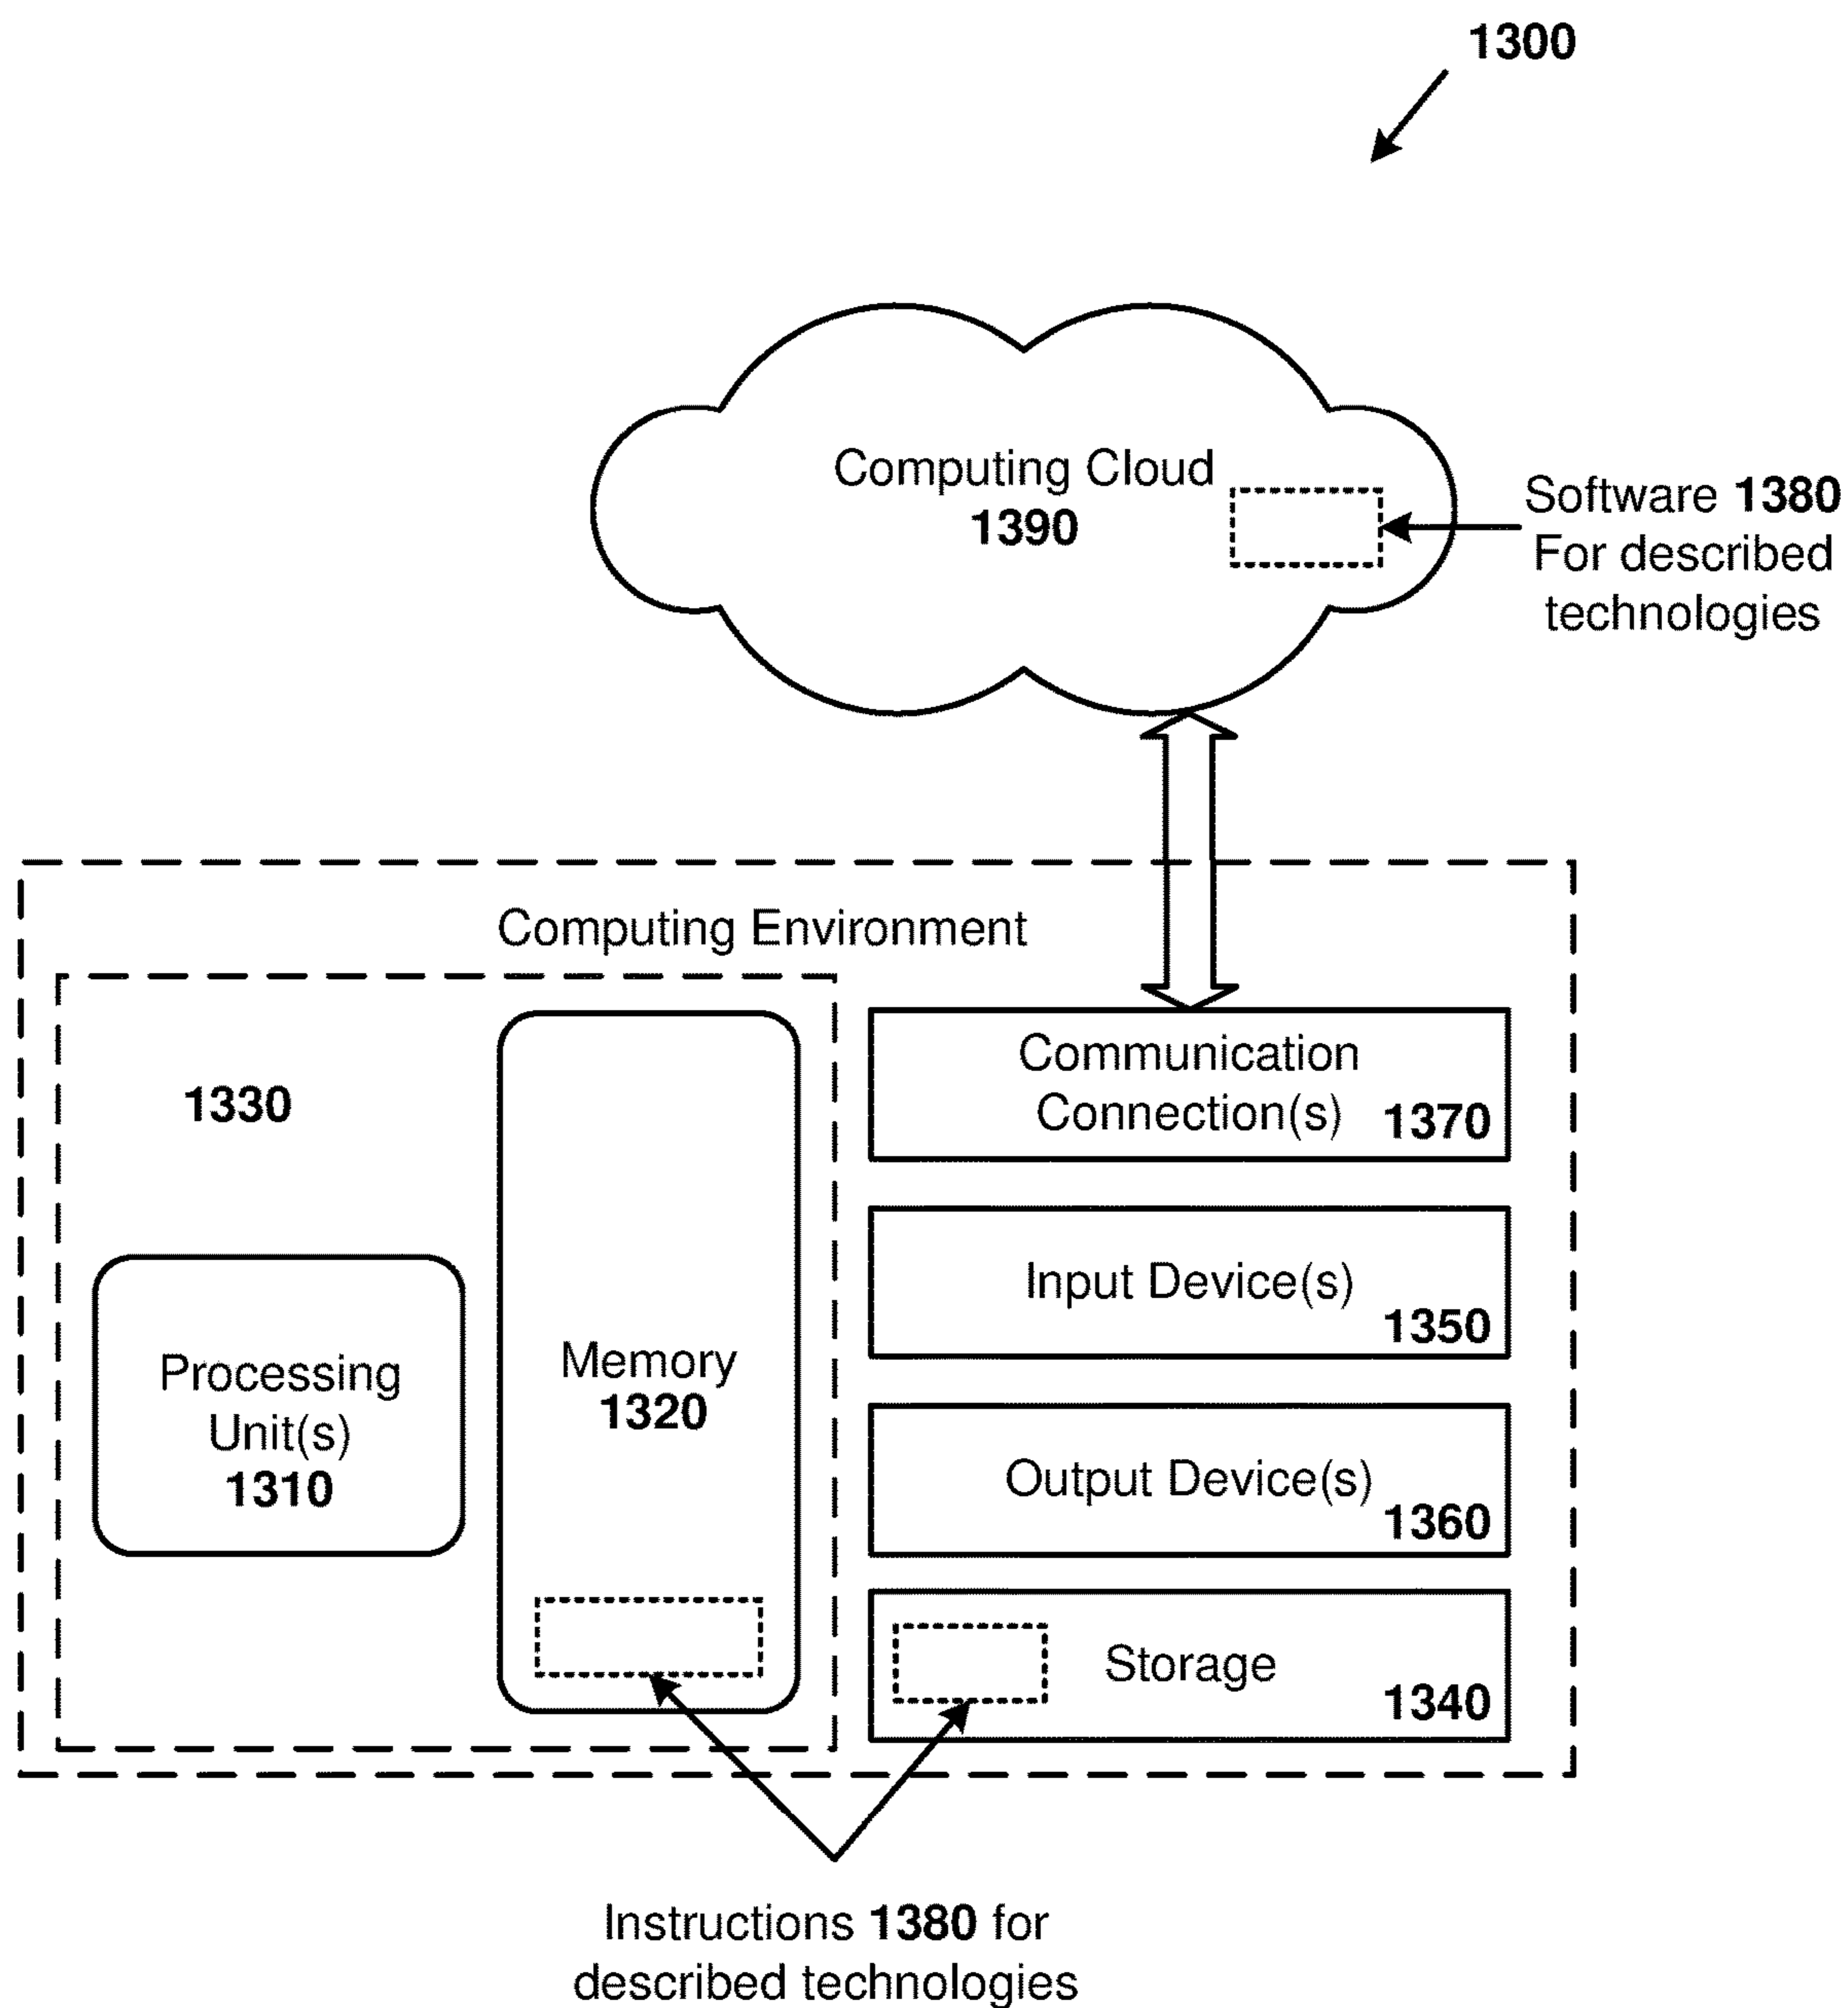 1300
Computing Cloud
1390
Software 1380
For described
technologies
Computing Environment
1330
Processing
Unit(s)
1310
Memory
1320
Communication
Connection(s) 1370
Input Device(s)
1350
Output Device(s)
1360
Storage
1340
Instructions 1380 for
described technologies